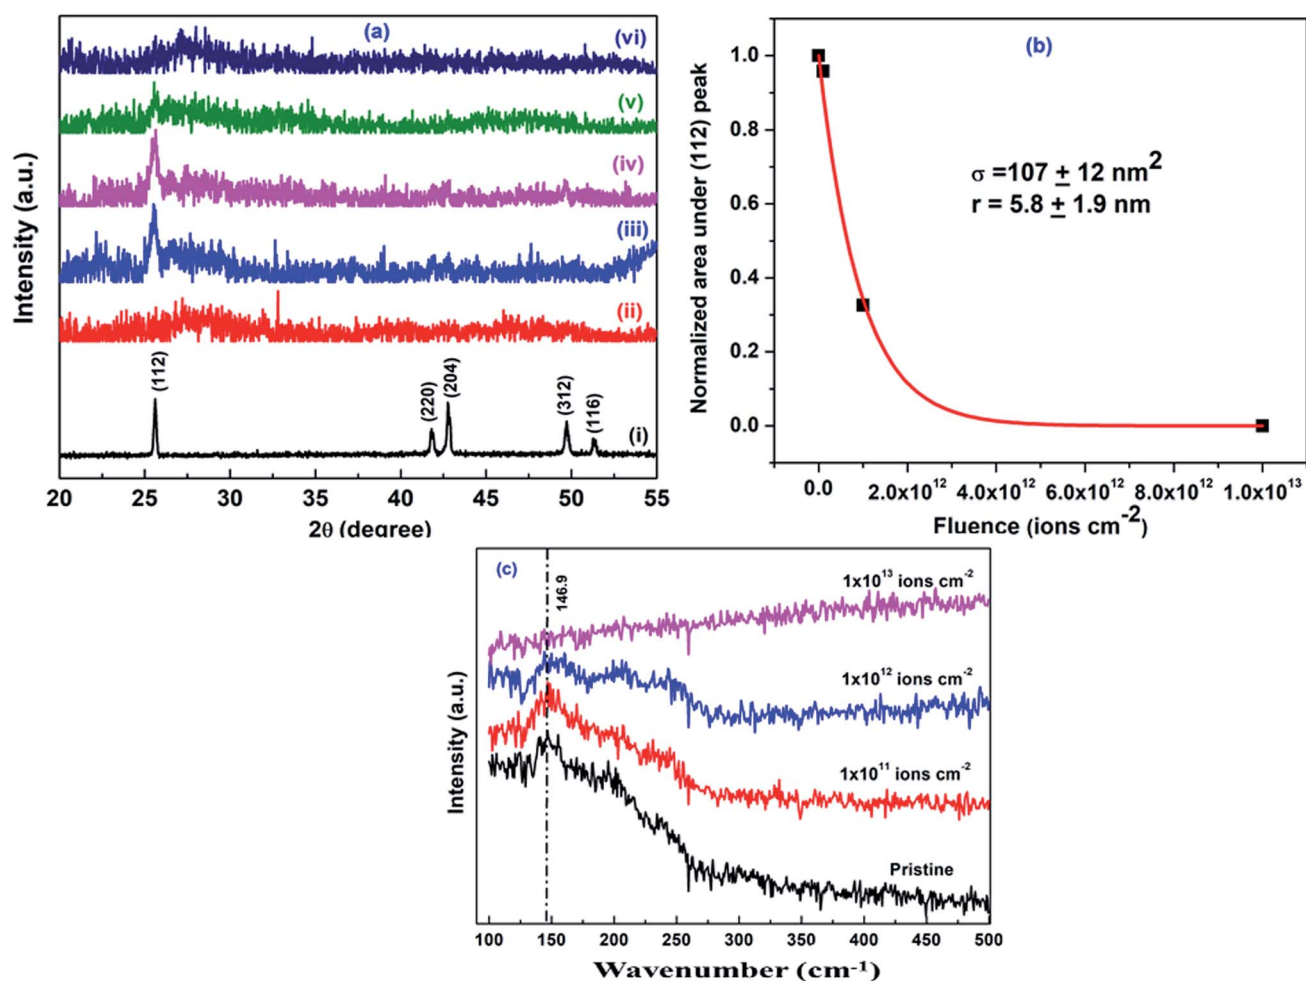 (a)
(vi)
(v)
(iv)
(iii)
(ii)
(i)
(112)
(220)
(204)
(312)
(116)
Intensity (a.u.)
20 25 30 35 40 45 50 55
2θ (degree)
(b)
1.0
0.8
0.6
0.4
0.2
0.0
σ =107 ± 12 nm²
r = 5.8 ± 1.9 nm
Normalized area under (112) peak
0.0 2.0x10¹² 4.0x10¹² 6.0x10¹² 8.0x10¹² 1.0x10¹³
Fluence (ions cm⁻²)
(c)
146.9
1x10¹³ ions cm⁻²
1x10¹² ions cm⁻²
1x10¹¹ ions cm⁻²
Pristine
Intensity (a.u.)
100 150 200 250 300 350 400 450 500
Wavenumber (cm⁻¹)